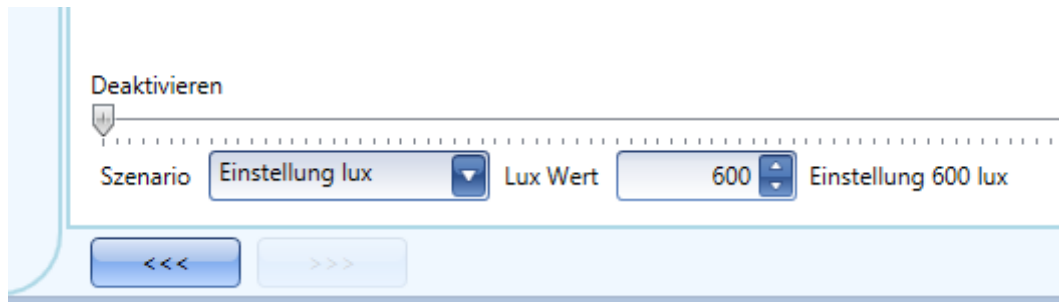 Deaktivieren
Szenario Einstellung lux Lux Wert 600 Einstellung 600 lux
<<< >>>